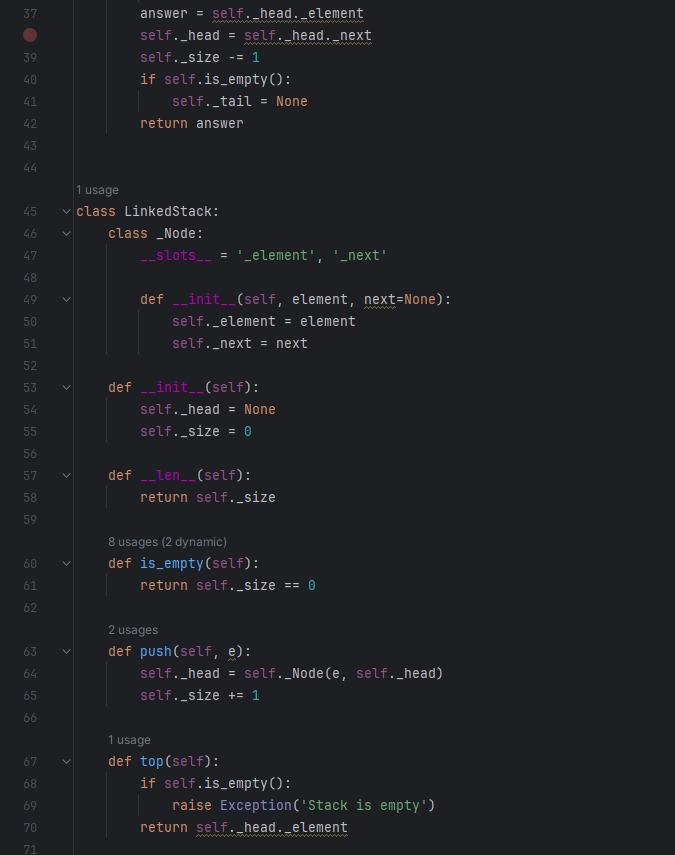 37 answer = self._head._element
self._head = self._head._next
39 self._size -= 1
40 if self.is_empty():
41 self._tail = None
42 return answer
43
44
1 usage
45 class LinkedStack:
46 class _Node:
47 __slots__ = '_element', '_next'
48
49 def __init__(self, element, next=None):
50 self._element = element
51 self._next = next
52
53 def __init__(self):
54 self._head = None
55 self._size = 0
56
57 def __len__(self):
58 return self._size
59
8 usages (2 dynamic)
60 def is_empty(self):
61 return self._size == 0
62
2 usages
63 def push(self, e):
64 self._head = self._Node(e, self._head)
65 self._size += 1
66
1 usage
67 def top(self):
68 if self.is_empty():
69 raise Exception('Stack is empty')
70 return self._head._element
71